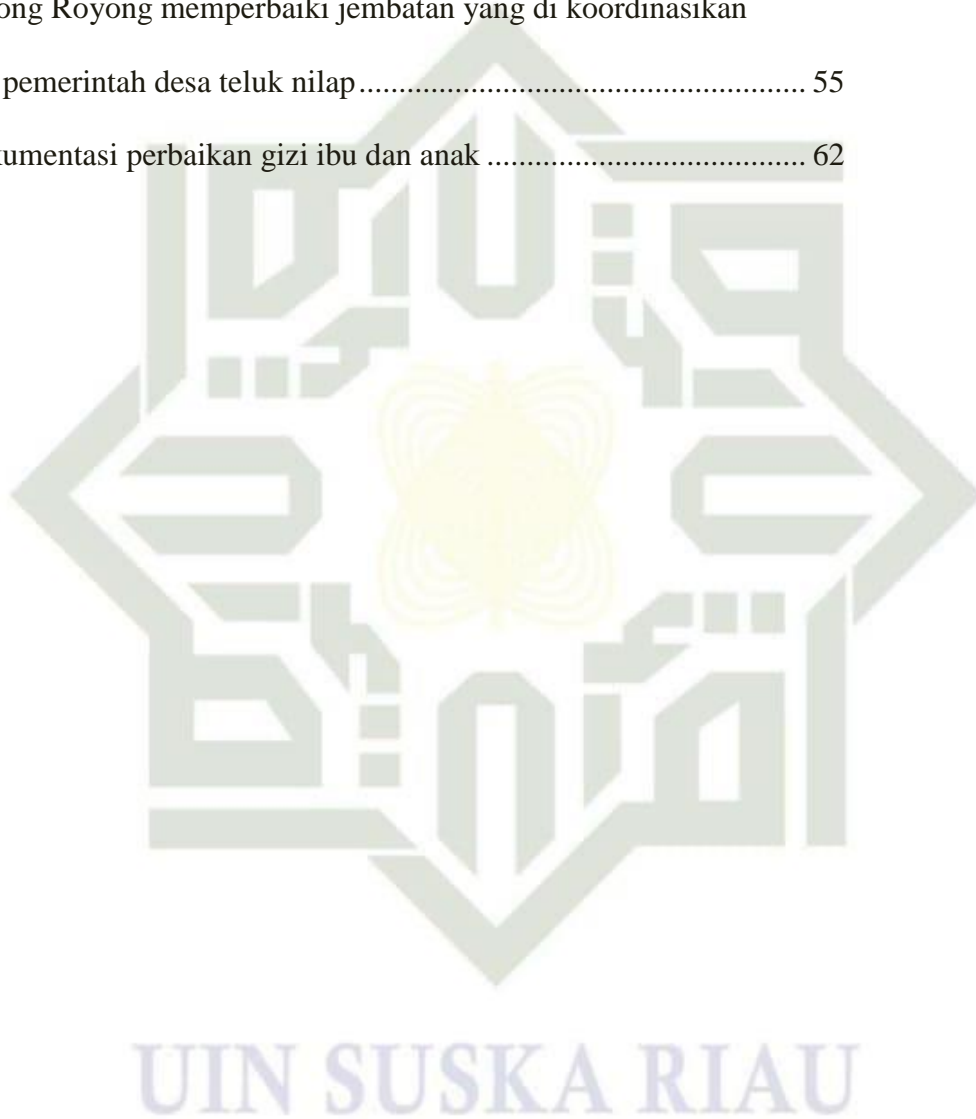 ong Royong memperbaiki jembatan yang di koordinasikan
pemerintah desa teluk nilap ........................................................ 55
kumentasi perbaikan gizi ibu dan anak ....................................... 62
UIN SUSKA RIAU